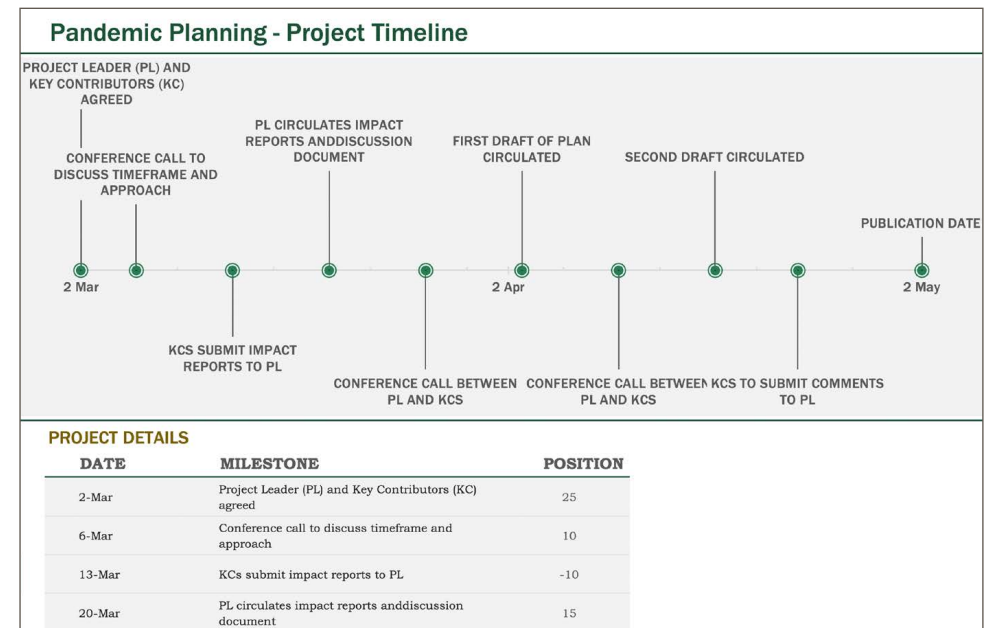 Pandemic Planning - Project Timeline
PROJECT LEADER (PL) AND
KEY CONTRIBUTORS (KC)
AGREED
CONFERENCE CALL TO
DISCUSS TIMEFRAME AND
APPROACH
PL CIRCULATES IMPACT
REPORTS ANDDISCUSSION
DOCUMENT
FIRST DRAFT OF PLAN
CIRCULATED
SECOND DRAFT CIRCULATED
PUBLICATION DATE
2 Mar
2 Apr
2 May
KCS SUBMIT IMPACT
REPORTS TO PL
CONFERENCE CALL BETWEEN
PL AND KCS
CONFERENCE CALL BETWEEN
PL AND KCS
KCS TO SUBMIT COMMENTS
TO PL
PROJECT DETAILS
DATE MILESTONE POSITION
2-Mar Project Leader (PL) and Key Contributors (KC) 25
agreed
6-Mar Conference call to discuss timeframe and 10
approach
13-Mar KCs submit impact reports to PL -10
20-Mar PL circulates impact reports anddiscussion 15
document